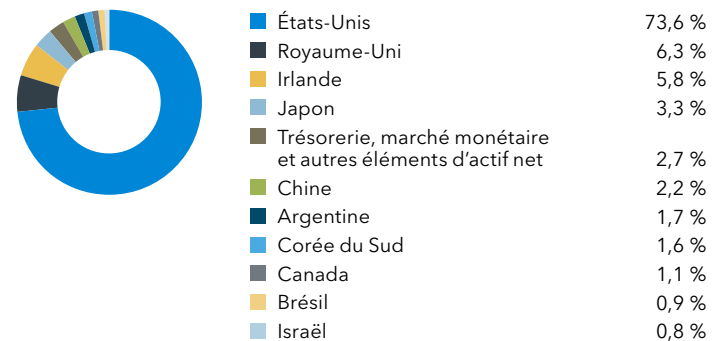 États-Unis 73,6 %
Royaume-Uni 6,3 %
Irlande 5,8 %
Japon 3,3 %
Trésorerie, marché monétaire
et autres éléments d’actif net 2,7 %
Chine 2,2 %
Argentine 1,7 %
Corée du Sud 1,6 %
Canada 1,1 %
Brésil 0,9 %
Israël 0,8 %